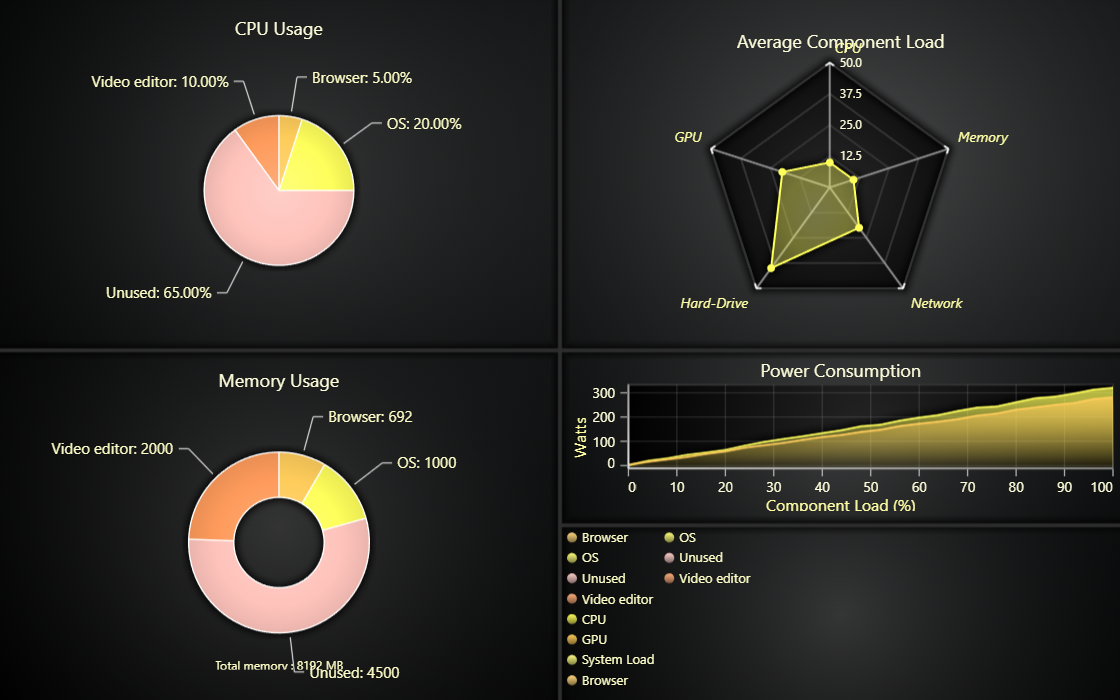 CPU Usage
Video editor: 10.00%
Browser: 5.00%
OS: 20.00%
Unused: 65.00%
Average Component Load
CPU
50.0
37.5
25.0
12.5
GPU
Memory
Hard-Drive
Network
Memory Usage
Browser: 692
Video editor: 2000
OS: 1000
Total memory : 8192 MB
Unused: 4500
Power Consumption
300
200
100
0
Watts
0 10 20 30 40 50 60 70 80 90 100
Component Load (%)
Browser OS
OS Unused
Unused Video editor
Video editor
CPU
GPU
System Load
Browser